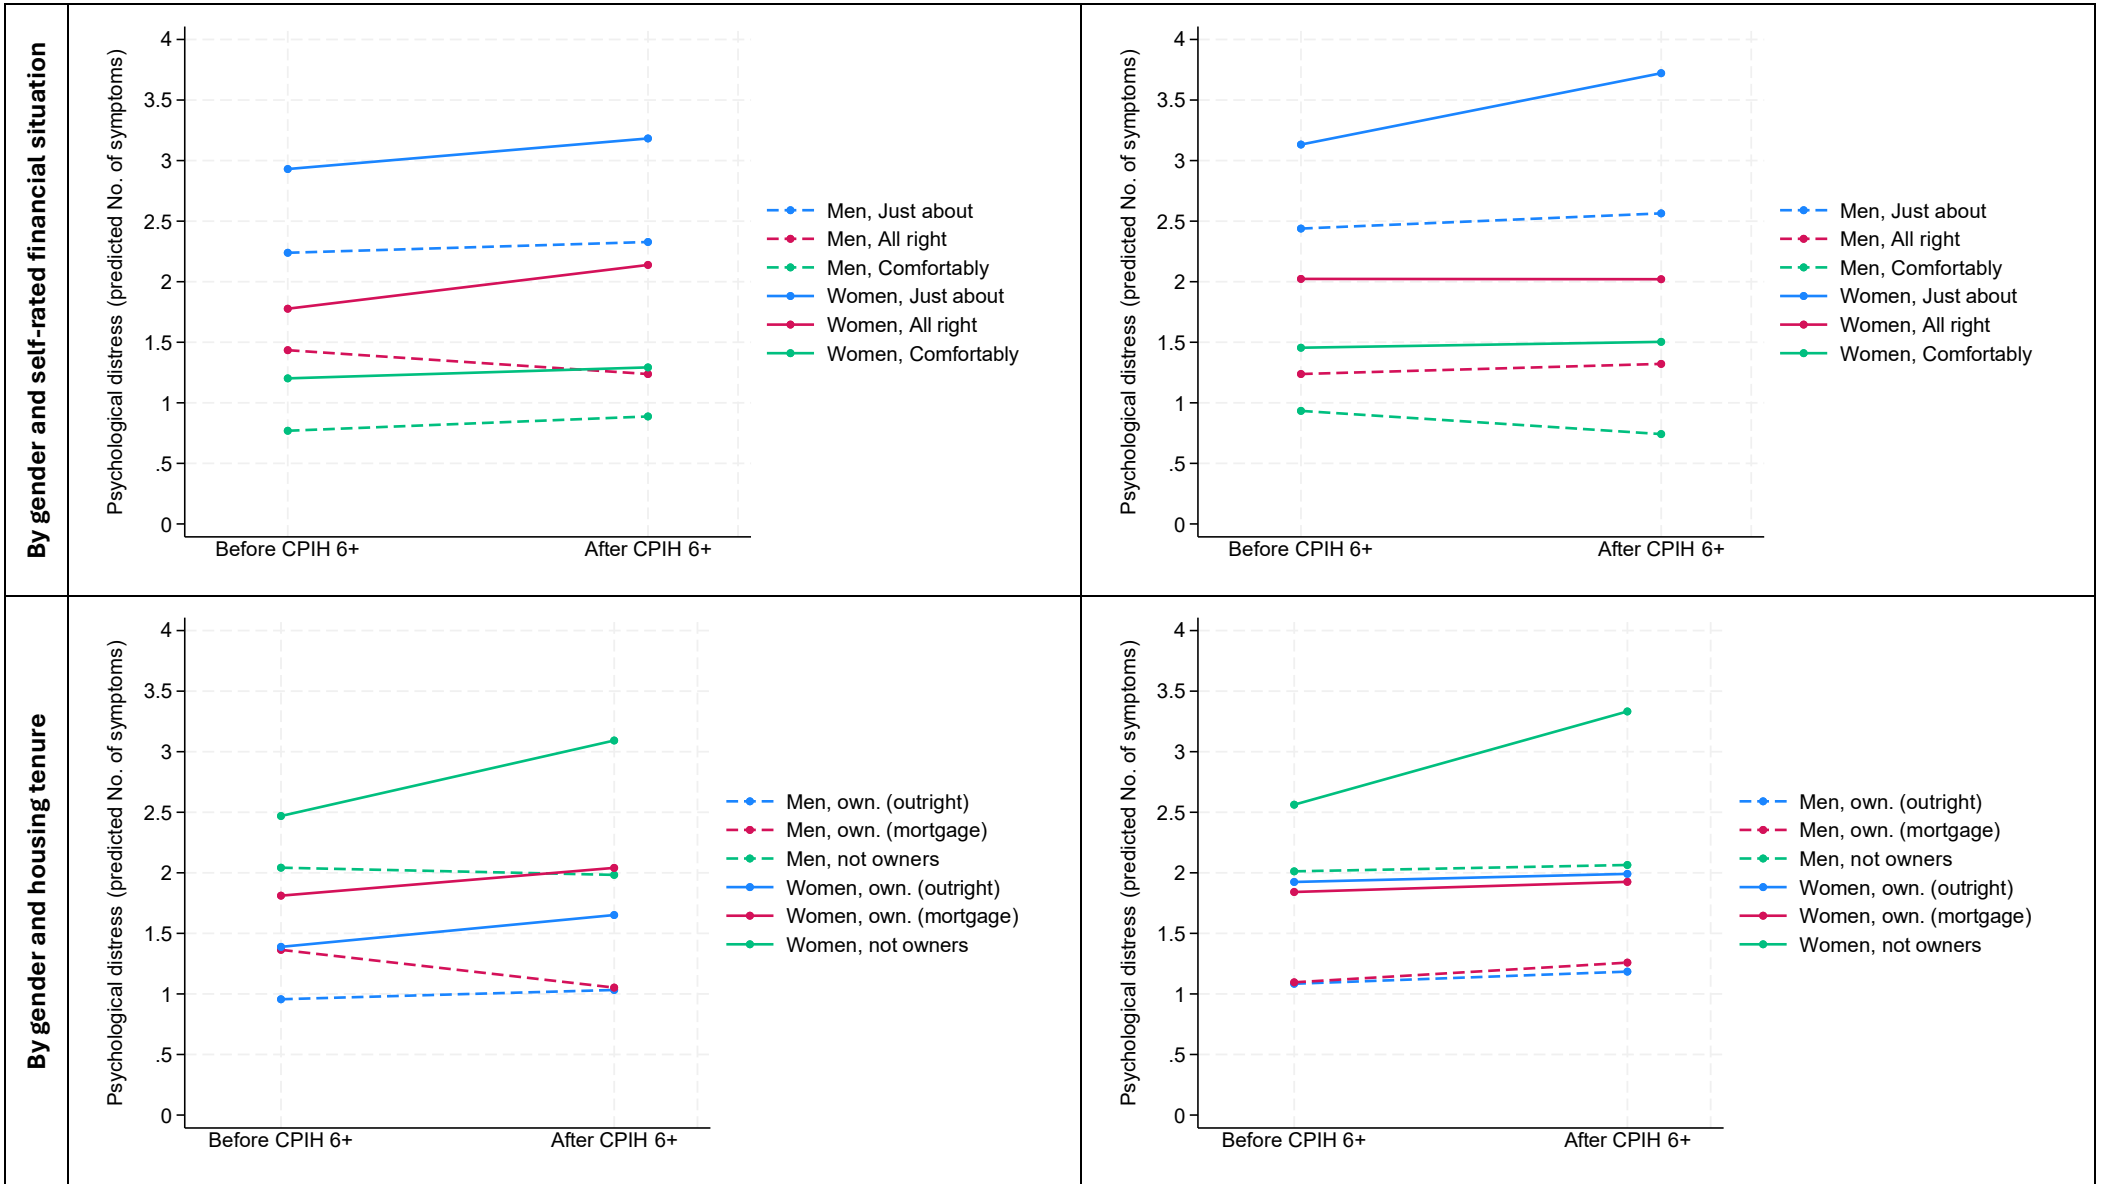 By gender and self-rated financial situation
Psychological distress (predicted No. of symptoms)
4
3.5
3
2.5
2
1.5
1
.5
0
Before CPIH 6+
After CPIH 6+
Men, Just about
Men, All right
Men, Comfortably
Women, Just about
Women, All right
Women, Comfortably
Psychological distress (predicted No. of symptoms)
4
3.5
3
2.5
2
1.5
1
.5
0
Before CPIH 6+
After CPIH 6+
Men, Just about
Men, All right
Men, Comfortably
Women, Just about
Women, All right
Women, Comfortably
By gender and housing tenure
Psychological distress (predicted No. of symptoms)
4
3.5
3
2.5
2
1.5
1
.5
0
Before CPIH 6+
After CPIH 6+
Men, own. (outright)
Men, own. (mortgage)
Men, not owners
Women, own. (outright)
Women, own. (mortgage)
Women, not owners
Psychological distress (predicted No. of symptoms)
4
3.5
3
2.5
2
1.5
1
.5
0
Before CPIH 6+
After CPIH 6+
Men, own. (outright)
Men, own. (mortgage)
Men, not owners
Women, own. (outright)
Women, own. (mortgage)
Women, not owners